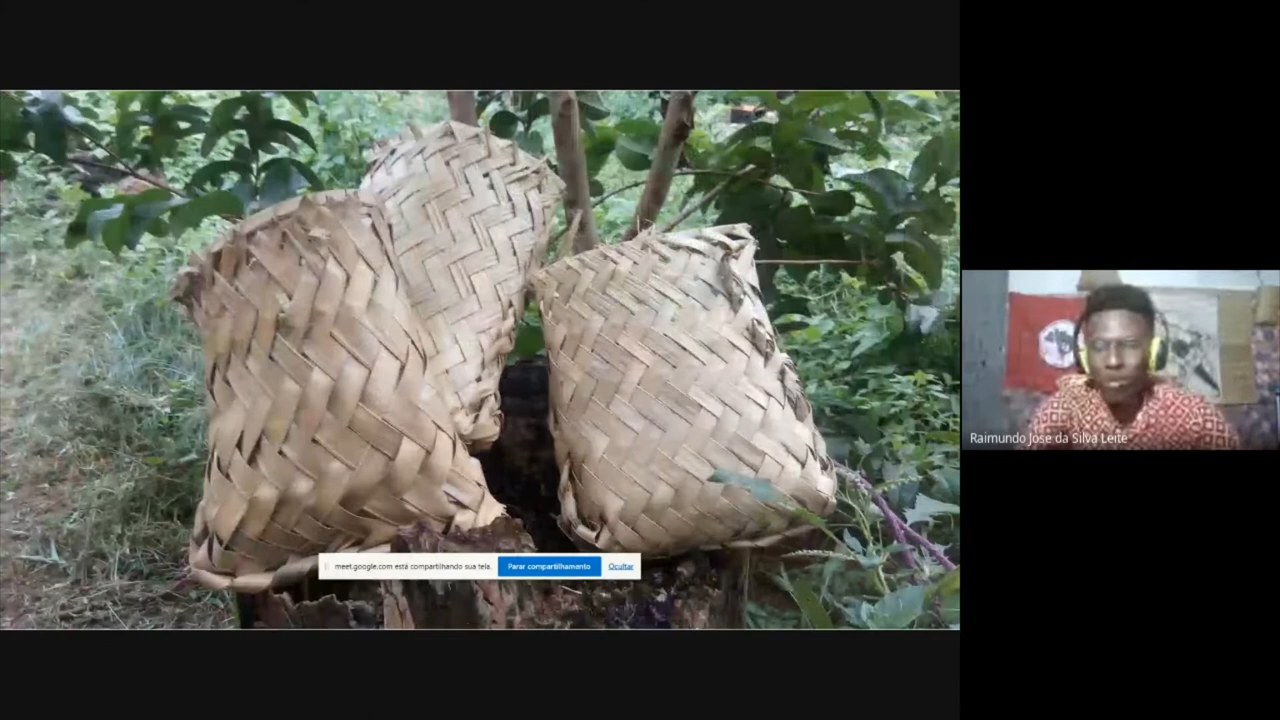 meet.google.com está compartilhando sua tela.
Parar compartilhamento
Ocultar
Raimundo Jose da Silva Leite